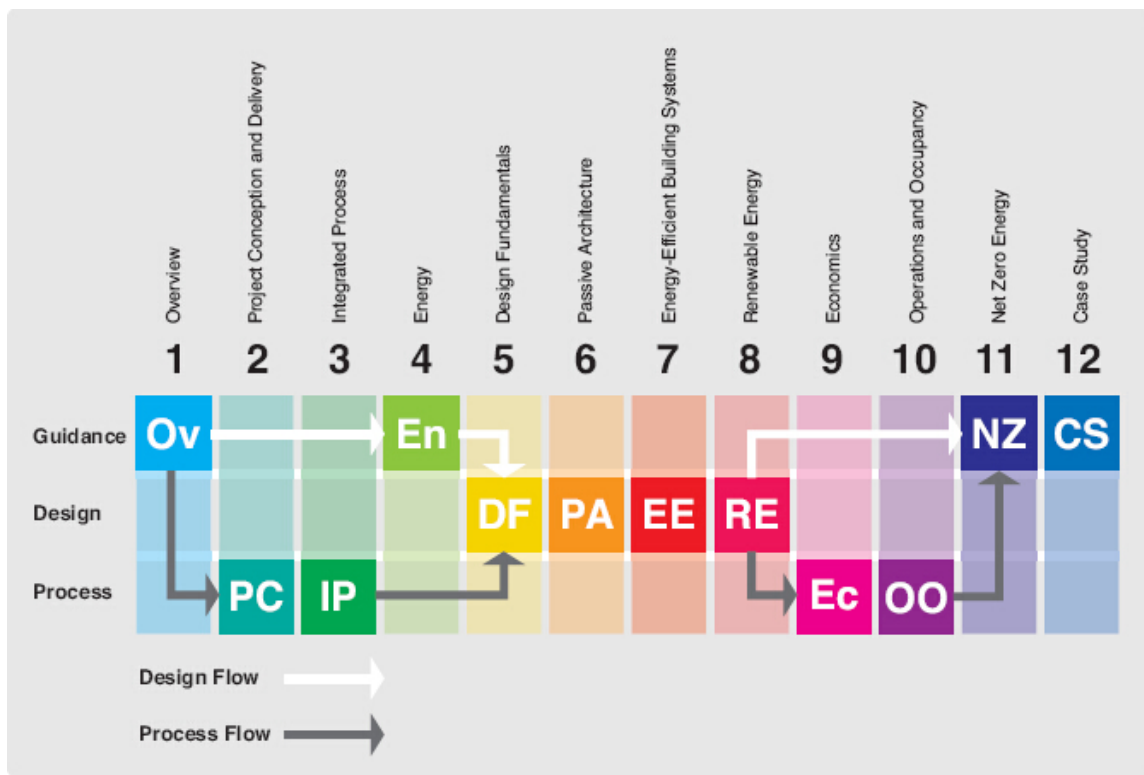 Overview
Project Conception and Delivery
Integrated Process
Energy
Design Fundamentals
Passive Architecture
Energy-Efficient Building Systems
Renewable Energy
Economics
Operations and Occupancy
Net Zero Energy
Case Study
1 2 3 4 5 6 7 8 9 10 11 12
Guidance Ov En NZ CS
Design DF PA EE RE
Process PC IP Ec OO
Design Flow
Process Flow